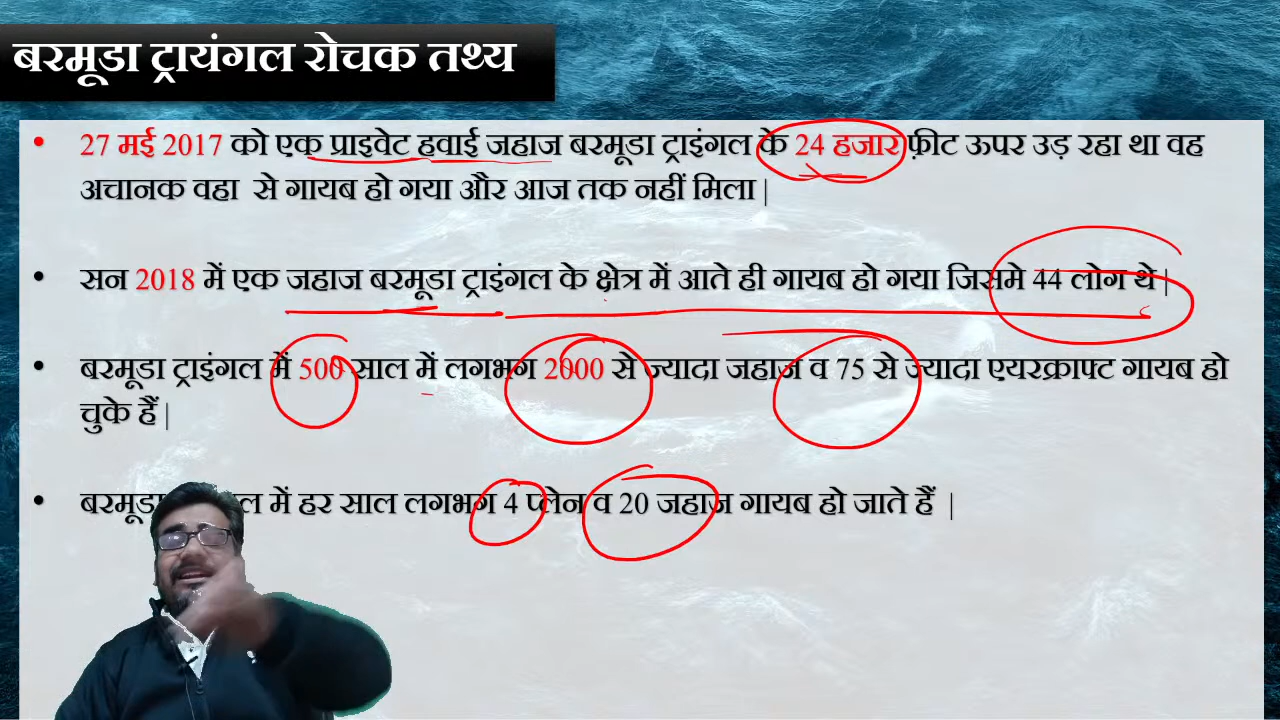 बरमूडा ट्रायंगल रोचक तथ्य
• 27 मई 2017 को एक प्राइवेट हवाई जहाज बरमूडा ट्राइंगल के 24 हजार फ़ीट ऊपर उड़ रहा था वह
अचानक वहा से गायब हो गया और आज तक नहीं मिला |
• सन 2018 में एक जहाज बरमूडा ट्राइंगल के क्षेत्र में आते ही गायब हो गया जिसमे 44 लोग थे |
• बरमूडा ट्राइंगल में 500 साल में लगभग 2000 से ज्यादा जहाज व 75 से ज्यादा एयरक्राफ्ट गायब हो
चुके हैं |
• बरमूडा में हर साल लगभग 4 प्लेन व 20 जहाज गायब हो जाते हैं |